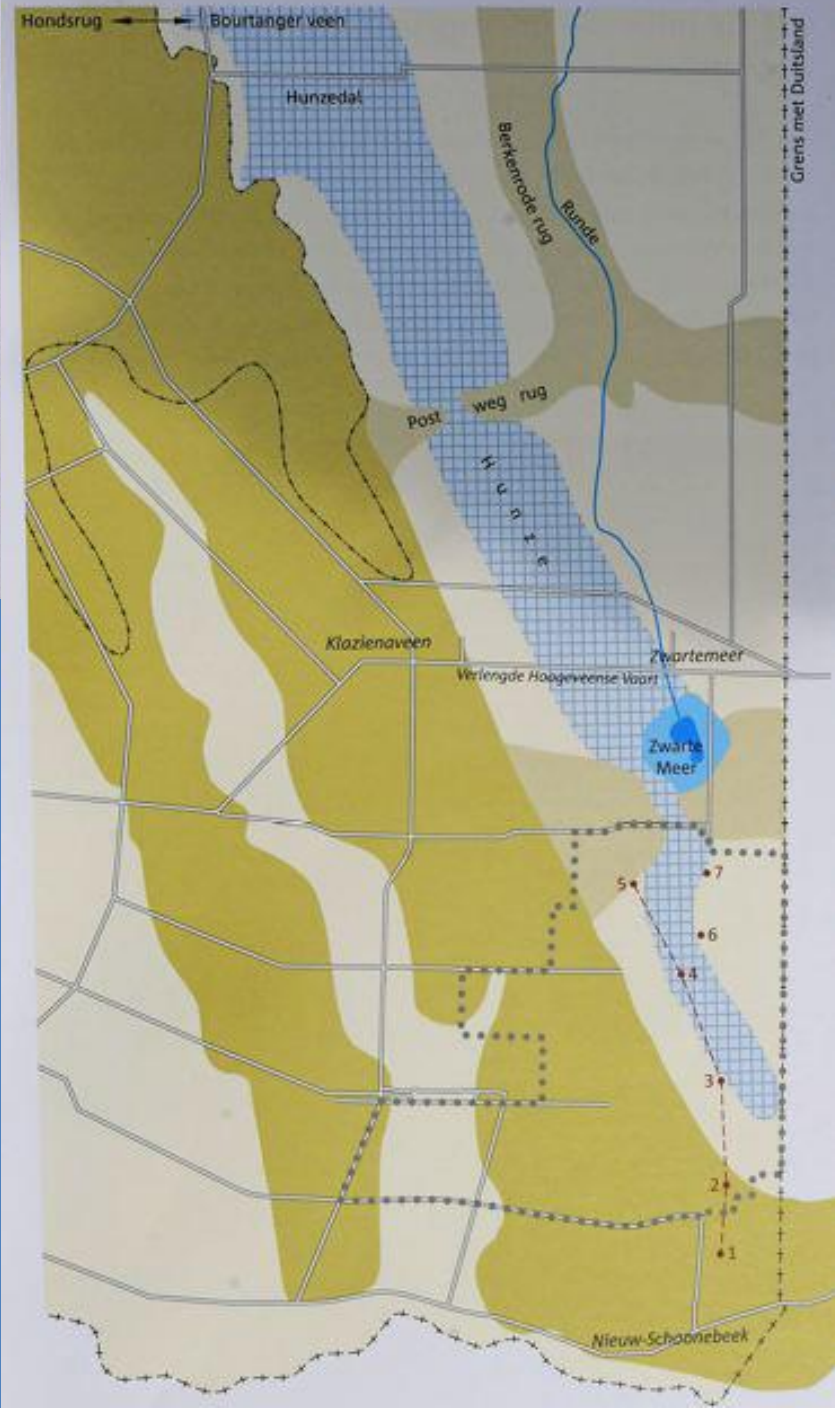 Hondsrug
Bourtanger veen
Grens met Duitsland
Hunzedal
Berkenrode rug
Runde
Post weg rug
Hunze
Klazienaveen
Zwartemeer
Verlengde Hoogeveense Vaart
Zwarte
Meer
5
7
6
4
3
2
1
Nieuw-Schoonebeek